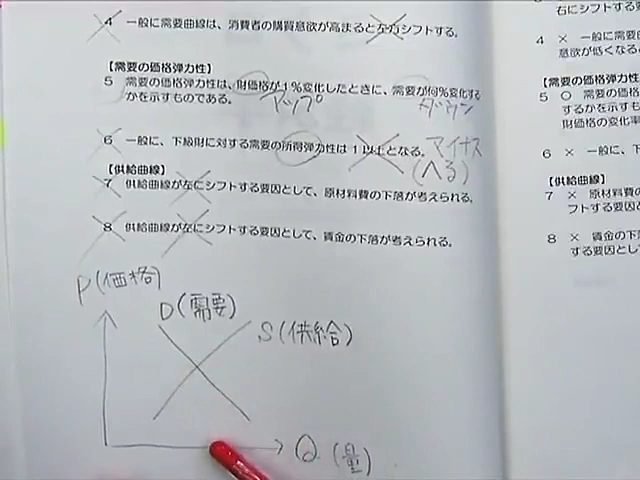 4 一般に需要曲線は、消費者の購買意欲が高まると左方シフトする。
【需要の価格弾力性】
5 需要の価格弾力性は、財価格が1%変化したときに、需要が何%変化する
かを示すものである。
アップ
ダウン
6 一般に、下級財に対する需要の所得弾力性は1以上となる。
マイナス
(へる)
【供給曲線】
7 供給曲線が左にシフトする要因として、原材料費の下落が考えられる。
8 供給曲線が左にシフトする要因として、賃金の下落が考えられる。
P(価格)
D(需要)
S(供給)
Q(量)
右にシフトする要
4 × 一般に需要
意欲が低くなる
【需要の価格弾
5 ○ 需要の価格
するかを示すも
財価格の変化率
6 × 一般に、下
【供給曲線】
7 × 原材料費の
フトする要因と
8 × 賃金の下落
する要因